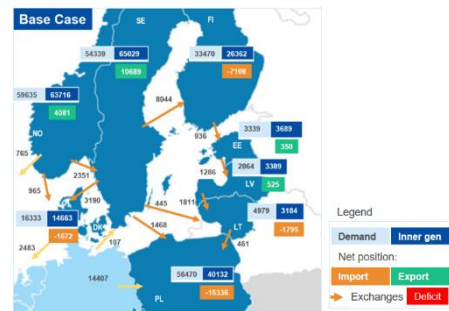 Base Case
SE
FI
54339 65029
10689
33470 26362
-7108
59635 63716
4081
8044
NO
936
3339 3689
350
EE
765
2351
1286
2864 3389
525
LV
965
3190
445
1811
16333 14663
-1672
DK
1468
4979 3184
-1795
LT
461
187
2483
14407
56470 40132
-16336
PL
Legend
Demand Inner gen
Net position:
Import Export
Exchanges Deficit